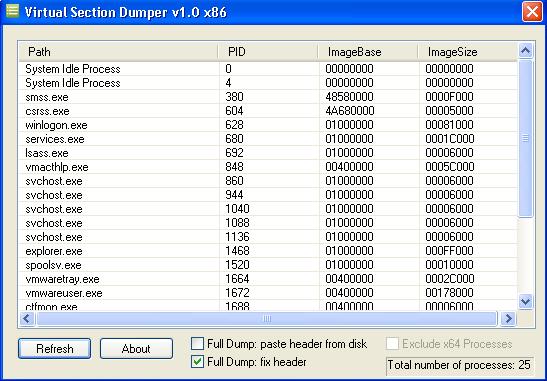 Virtual Section Dumper v1.0 x86
Path PID ImageBase ImageSize
System Idle Process 0 00000000 00000000
System Idle Process 4 00000000 00000000
smss.exe 380 48580000 0000F000
csrss.exe 604 4A680000 00005000
winlogon.exe 628 01000000 00081000
services.exe 680 01000000 0001C000
lsass.exe 692 01000000 00006000
vmacthlp.exe 848 00400000 0005C000
svchost.exe 860 01000000 00006000
svchost.exe 944 01000000 00006000
svchost.exe 1040 01000000 00006000
svchost.exe 1088 01000000 00006000
svchost.exe 1136 01000000 00006000
explorer.exe 1468 01000000 000FF000
spoolsv.exe 1520 01000000 00010000
vmwaretray.exe 1664 00400000 0002C000
vmwareuser.exe 1672 00400000 00178000
ctfmon.exe 1688 00400000 00006000
Refresh About
Full Dump: paste header from disk
Full Dump: fix header
Exclude x64 Processes
Total number of processes: 25